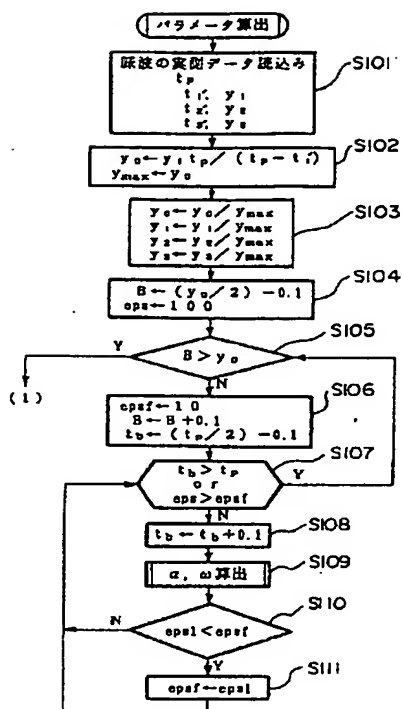 パラメータ算出
脈波の実測データ読込み
tp
t1', y1
t2', y2
t3', y3
S101
y0←y1tp/(tp-t1')
ymax←y0
S102
y0←y0/ymax
y1←y1/ymax
y2←y2/ymax
y3←y3/ymax
S103
B←(y0/2)-0.1
eps←100
S104
S105
Y
B>y0
(1)
N
S106
epsf←10
B←B+0.1
tb←(tp/2)-0.1
S107
tb>tp
or
eps>epsf
Y
N
S108
tb←tb+0.1
S109
α, ω算出
S110
N
eps1<epsf
Y
S111
epsf←eps1